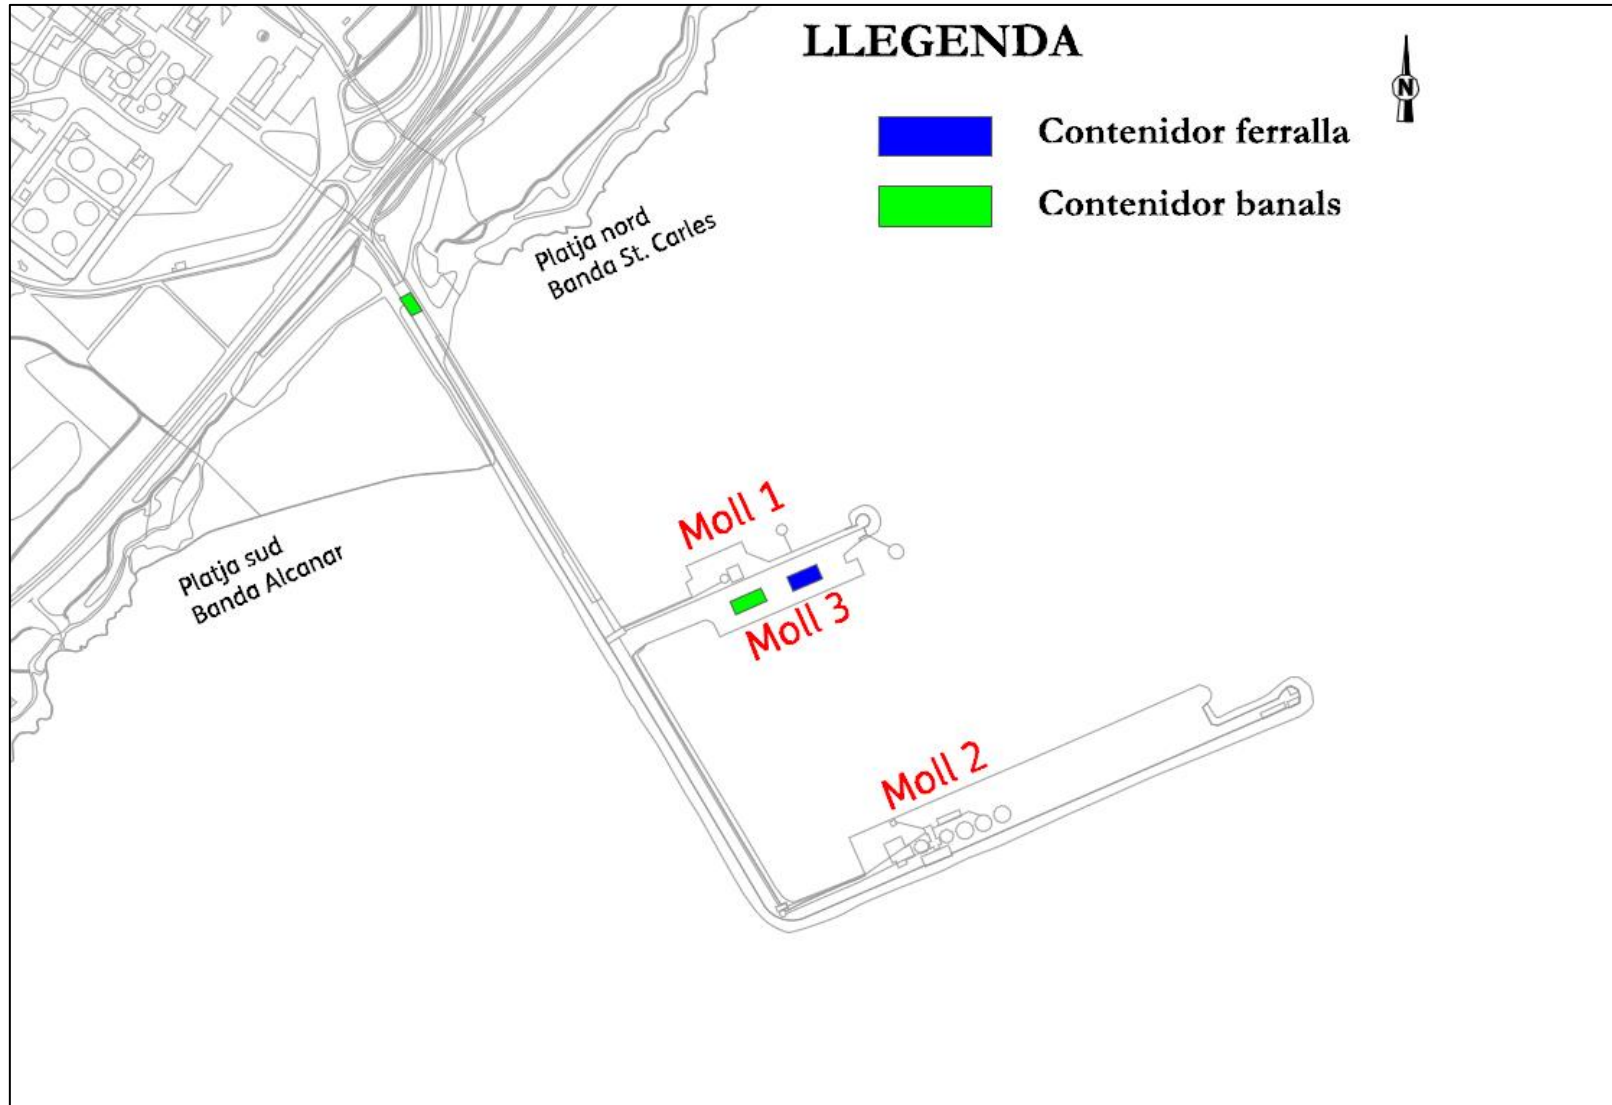 LLEGENDA
N
Contenidor ferralla
Contenidor banals
Platja nord
Banda St. Carles
Moll 1
Platja sud
Banda Alcanar
Moll 3
Moll 2